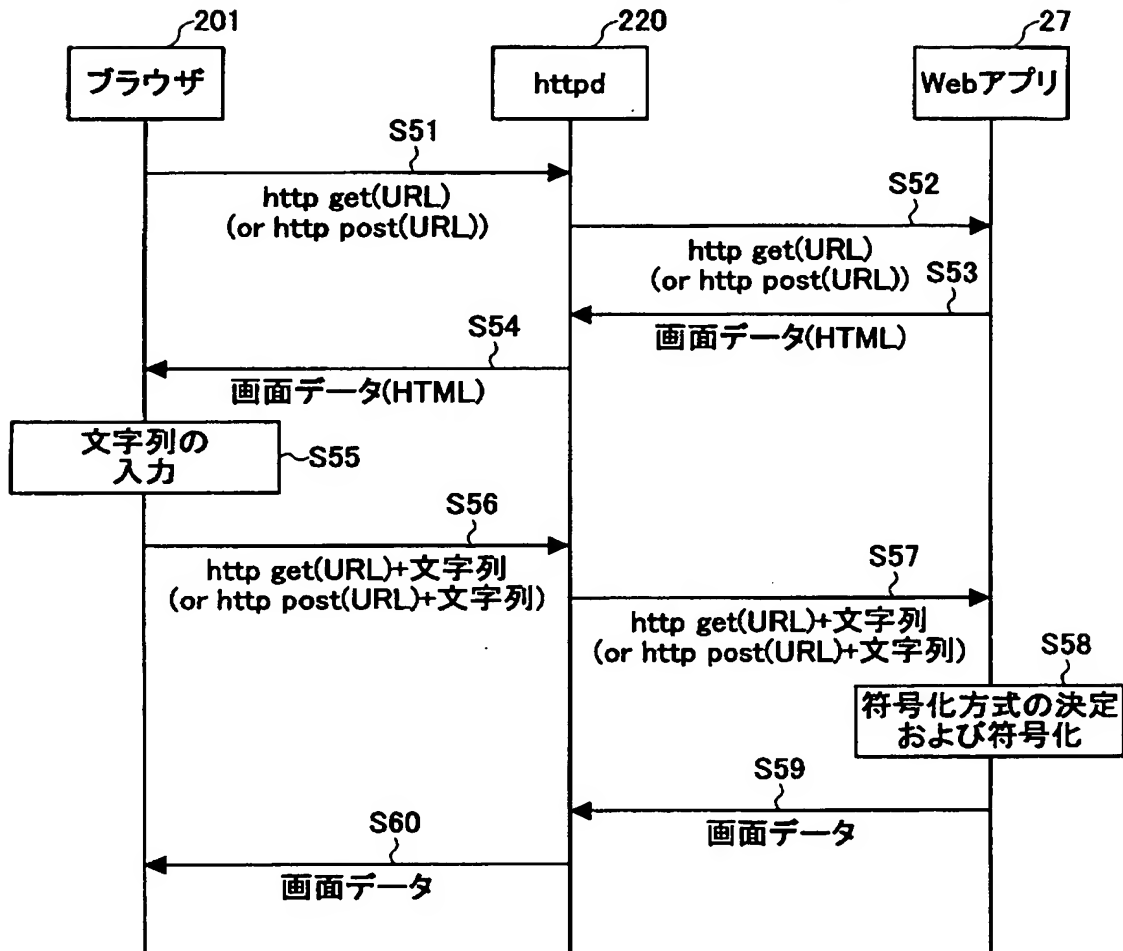 201
220
27
ブラウザ
httpd
Webアプリ
S51
http get(URL)
(or http post(URL))
S52
http get(URL)
(or http post(URL))
S53
画面データ(HTML)
S54
画面データ(HTML)
文字列の
入力
S55
S56
http get(URL)+文字列
(or http post(URL)+文字列)
S57
http get(URL)+文字列
(or http post(URL)+文字列)
S58
符号化方式の決定
および符号化
S59
画面データ
S60
画面データ